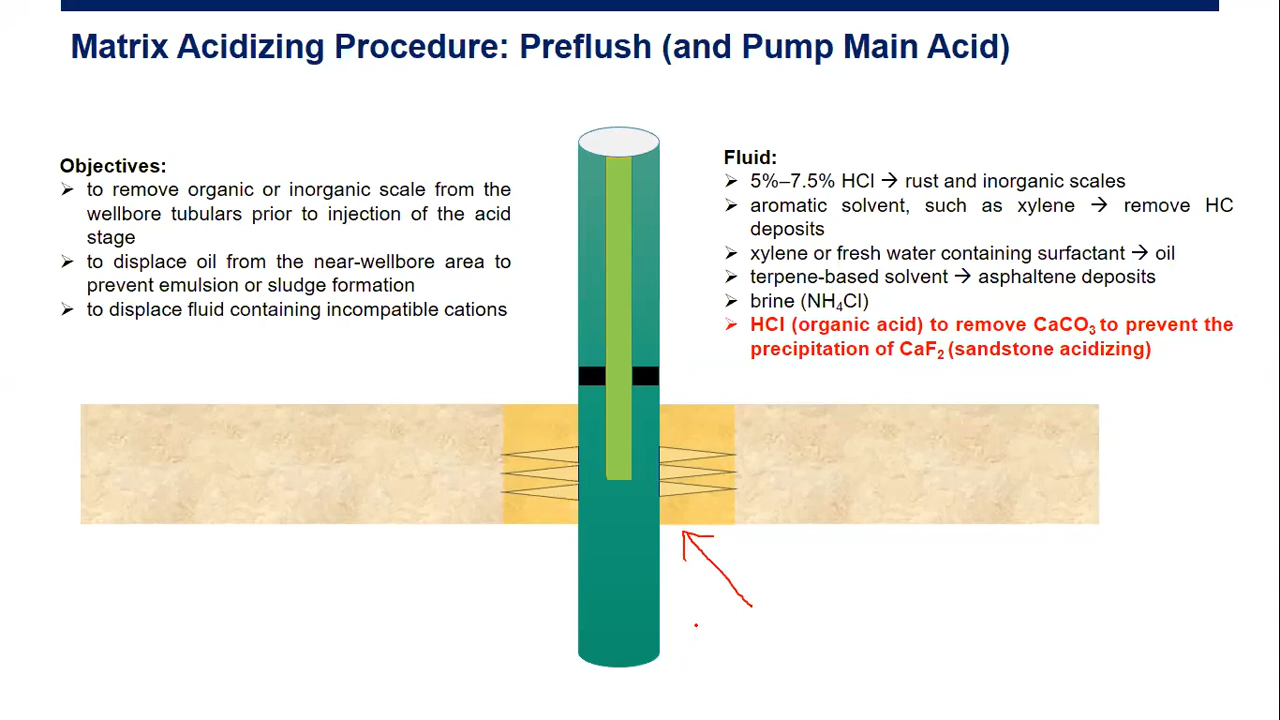 Matrix Acidizing Procedure: Preflush (and Pump Main Acid)
Objectives:
➢ to remove organic or inorganic scale from the
wellbore tubulars prior to injection of the acid
stage
➢ to displace oil from the near-wellbore area to
prevent emulsion or sludge formation
➢ to displace fluid containing incompatible cations
Fluid:
➢ 5%–7.5% HCl → rust and inorganic scales
➢ aromatic solvent, such as xylene → remove HC
deposits
➢ xylene or fresh water containing surfactant → oil
➢ terpene-based solvent → asphaltene deposits
➢ brine (NH₄Cl)
➢ HCl (organic acid) to remove CaCO₃ to prevent the
precipitation of CaF₂ (sandstone acidizing)